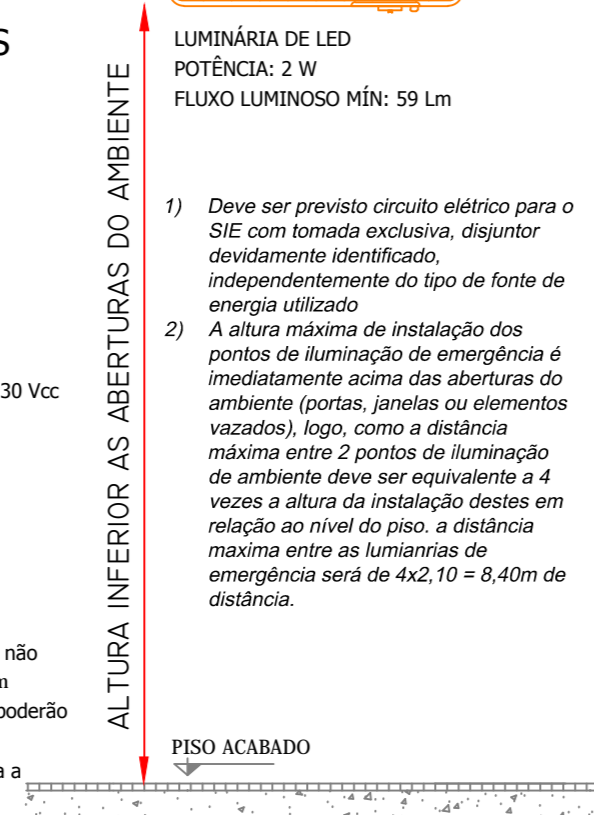 S
LUMINÁRIA DE LED
POTÊNCIA: 2 W
FLUXO LUMINOSO MÍN: 59 Lm
ALTURA INFERIOR AS ABERTURAS DO AMBIENTE
1) Deve ser previsto circuito elétrico para o
SIE com tomada exclusiva, disjuntor
devidamente identificado,
independentemente do tipo de fonte de
energia utilizado
2) A altura máxima de instalação dos
pontos de iluminação de emergência é
imediatamente acima das aberturas do
ambiente (portas, janelas ou elementos
vazados), logo, como a distância
máxima entre 2 pontos de iluminação
de ambiente deve ser equivalente a 4
vezes a altura da instalação destes em
relação ao nível do piso. a distância
maxima entre as lumianrias de
emergência será de 4x2,10 = 8,40m de
distância.
30 Vcc
não
m
poderão
a a
PISO ACABADO